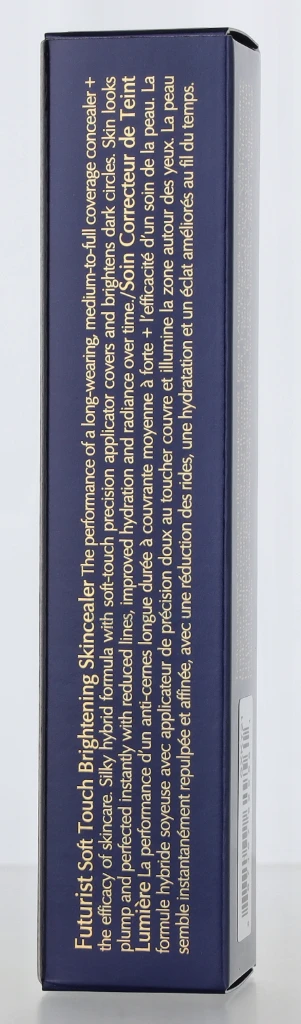 Futurist Soft Touch Brightening Skincealer The performance of a long-wearing, medium-to-full coverage concealer +
the efficacy of skincare. Silky hybrid formula with soft-touch precision applicator covers and brightens dark circles. Skin looks
plump and perfected instantly with reduced lines, improved hydration and radiance over time./Soin Correcteur de Teint
Lumière La performance d'un anti-cernes longue durée à couvrante moyenne à forte + l'efficacité d'un soin de la peau. La
formule hybride soyeuse avec applicateur de précision doux au toucher couvre et illumine la zone autour des yeux. La peau
semble instantanément repulpée et affinée, avec une réduction des rides, une hydratation et un éclat améliorés au fil du temps.